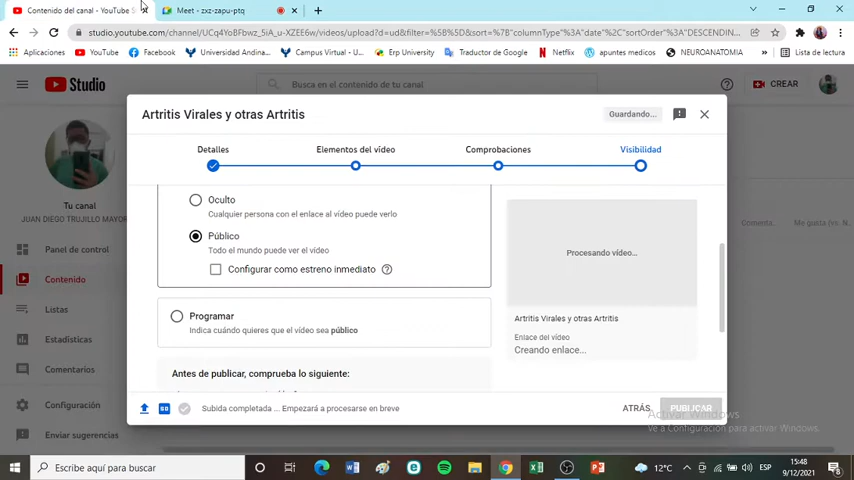 Contenido del canal - YouTube S
Meet - zxz-zapu-ptq
studio.youtube.com/channel/UCq4YoBFbvwz_5iA_u-XZEE6w/videos/upload?d=ud&filter=%5B%5D&sort=%7B"columnType"%3A"date"%2C"sortOrder"%3A"DESCENDIN
Aplicaciones
YouTube
Facebook
Universidad Andina...
Campus Virtual - U...
Erp University
Traductor de Google
Netflix
apuntes medicos
NEUROANATOMIA
Lista de lectura
Studio
Busca en el contenido de tu canal
CREAR
Artritis Virales y otras Artritis
Guardando...
Detalles
Elementos del vídeo
Comprobaciones
Visibilidad
Tu canal
JUAN DIEGO TRUJILLO MAYOR
Panel de control
Contenido
Listas
Estadísticas
Comentarios
Configuración
Enviar sugerencias
Oculto
Cualquier persona con el enlace al vídeo puede verlo
Público
Todo el mundo puede ver el vídeo
Configurar como estreno inmediato
Programar
Indica cuándo quieres que el vídeo sea público
Antes de publicar, comprueba lo siguiente:
Procesando vídeo...
Artritis Virales y otras Artritis
Enlace del vídeo
Creando enlace...
Comenta.
Me gusta (vs. N
Subida completada ... Empezará a procesarse en breve
ATRÁS
PUBLICAR
Activar Windows
Ve a Configuración para activar Windows.
Escribe aquí para buscar
12°C
ESP
15:48
9/12/2021